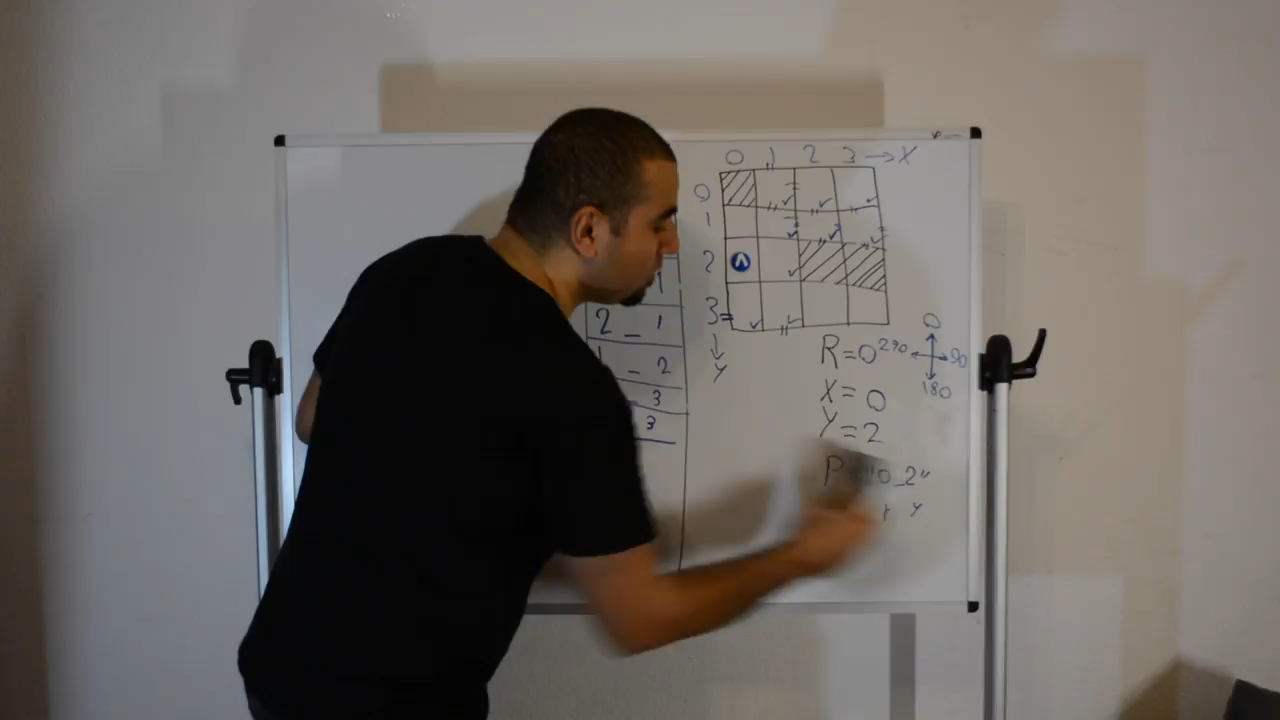 0 1 2 3 → X
0
1
2
3
↓
y
1
2 _ 1
_ 2
3
3
R = 0
270
0
90
180
X = 0
Y = 2
P "0_2"
Y